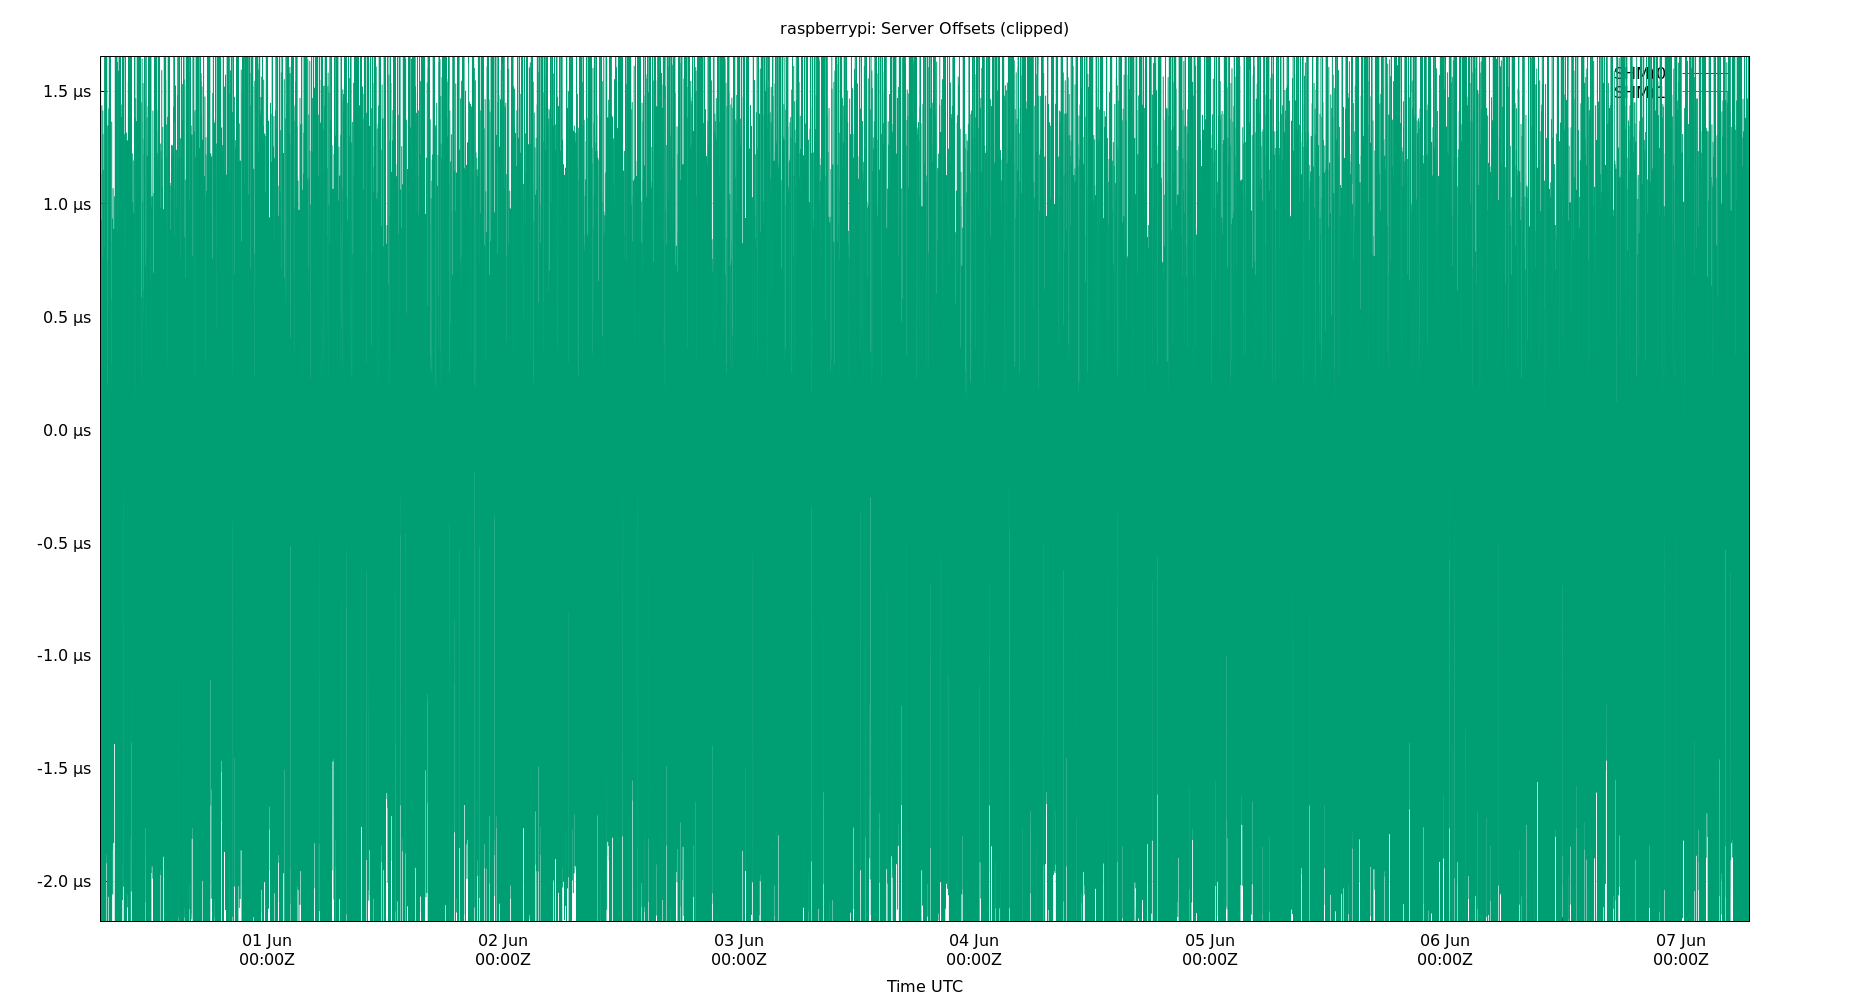 raspberrypi: Server Offsets (clipped)
1.5 µs
1.0 µs
0.5 µs
0.0 µs
-0.5 µs
-1.0 µs
-1.5 µs
-2.0 µs
01 Jun 02 Jun 03 Jun 04 Jun 05 Jun 06 Jun 07 Jun
00:00Z 00:00Z 00:00Z 00:00Z 00:00Z 00:00Z 00:00Z
Time UTC